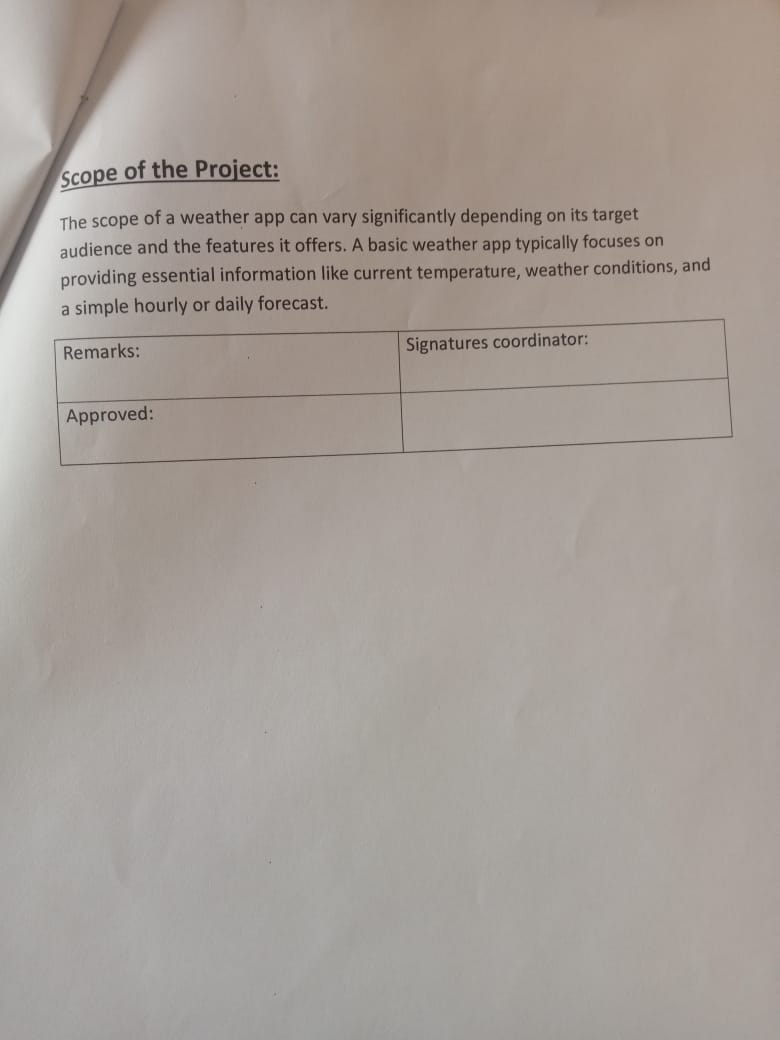 Scope of the Project:
The scope of a weather app can vary significantly depending on its target
audience and the features it offers. A basic weather app typically focuses on
providing essential information like current temperature, weather conditions, and
a simple hourly or daily forecast.
Remarks:
Signatures coordinator:
Approved: